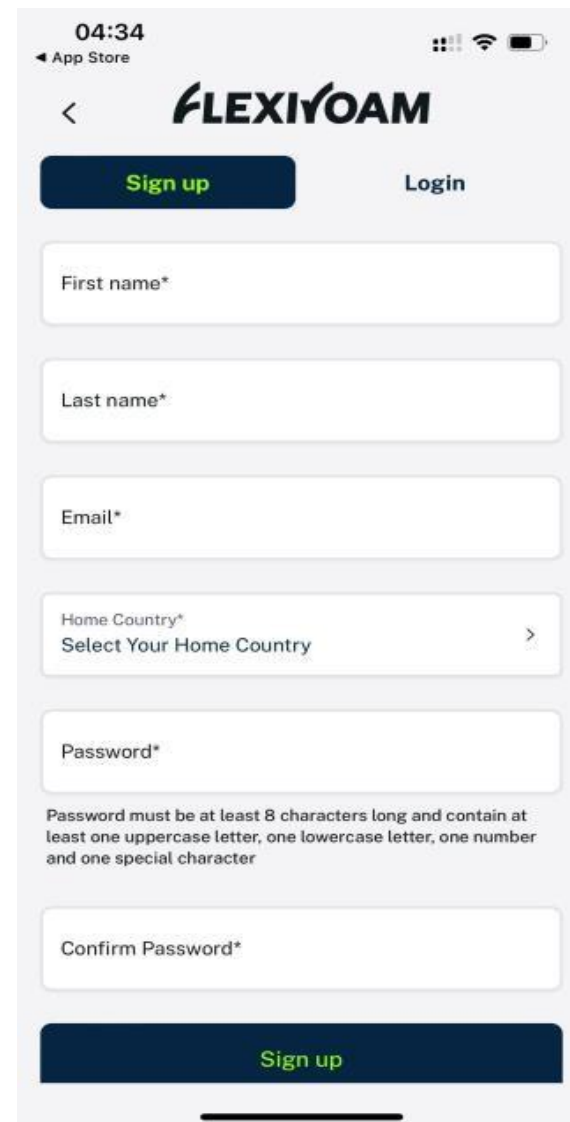 04:34
◀ App Store
FLEXIROAM
Sign up
Login
First name*
Last name*
Email*
Home Country*
Select Your Home Country
Password*
Password must be at least 8 characters long and contain at
least one uppercase letter, one lowercase letter, one number
and one special character
Confirm Password*
Sign up